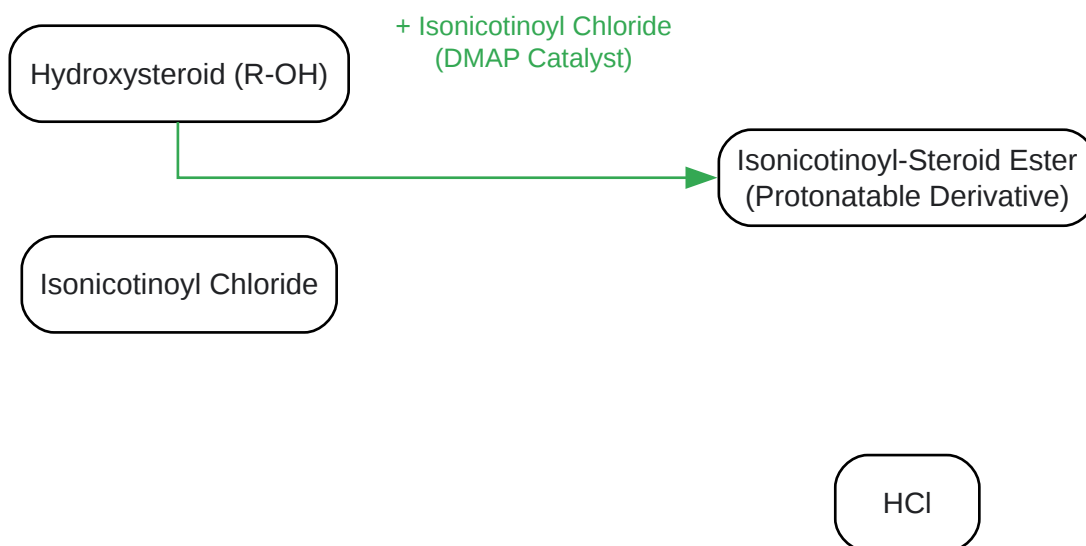 + Isonicotinoyl Chloride
(DMAP Catalyst)
Hydroxysteroid (R-OH)
Isonicotinoyl-Steroid Ester
(Protonatable Derivative)
Isonicotinoyl Chloride
HCl